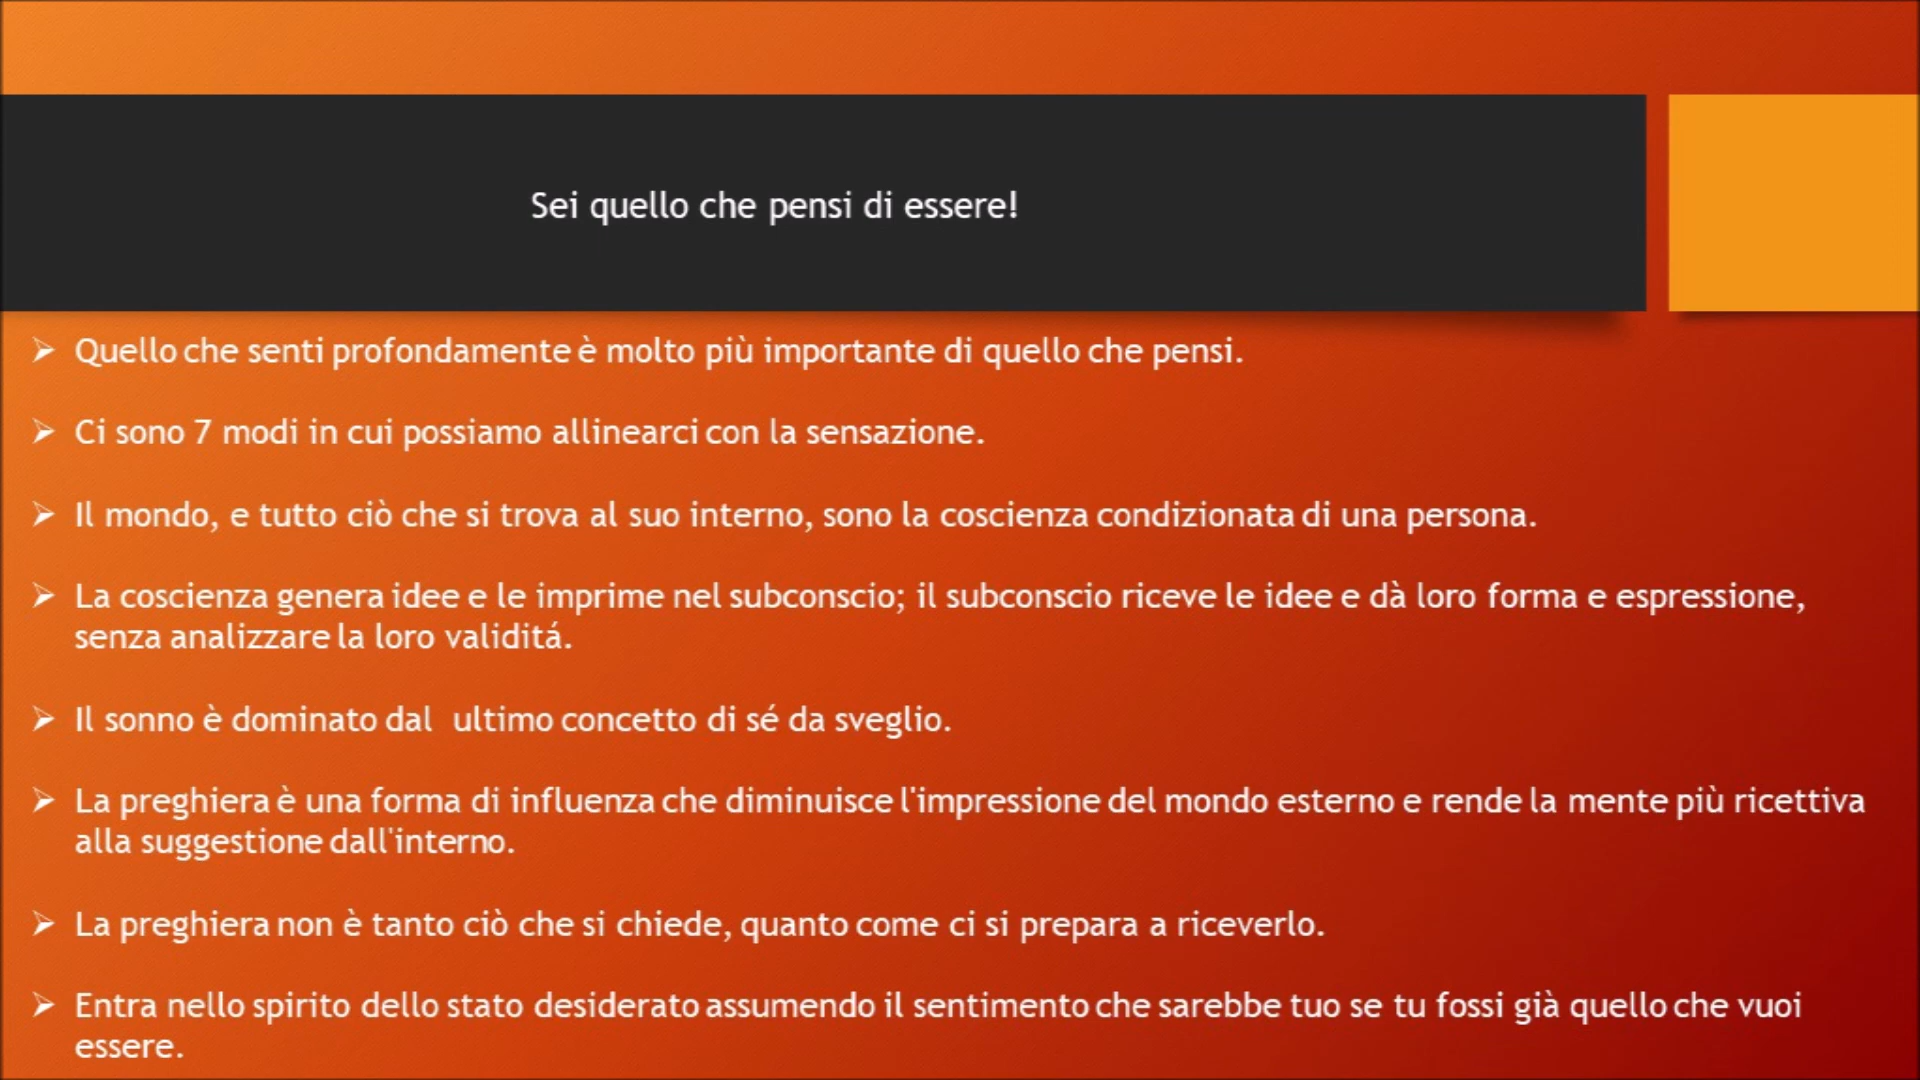 Sei quello che pensi di essere!
Quello che senti profondamente è molto più importante di quello che pensi.
Ci sono 7 modi in cui possiamo allinearci con la sensazione.
Il mondo, e tutto ciò che si trova al suo interno, sono la coscienza condizionata di una persona.
La coscienza genera idee e le imprime nel subconscio; il subconscio riceve le idee e dà loro forma e espressione,
senza analizzare la loro validitá.
Il sonno è dominato dal  ultimo concetto di sé da sveglio.
La preghiera è una forma di influenza che diminuisce l'impressione del mondo esterno e rende la mente più ricettiva
alla suggestione dall'interno.
La preghiera non è tanto ciò che si chiede, quanto come ci si prepara a riceverlo.
Entra nello spirito dello stato desiderato assumendo il sentimento che sarebbe tuo se tu fossi già quello che vuoi
essere.